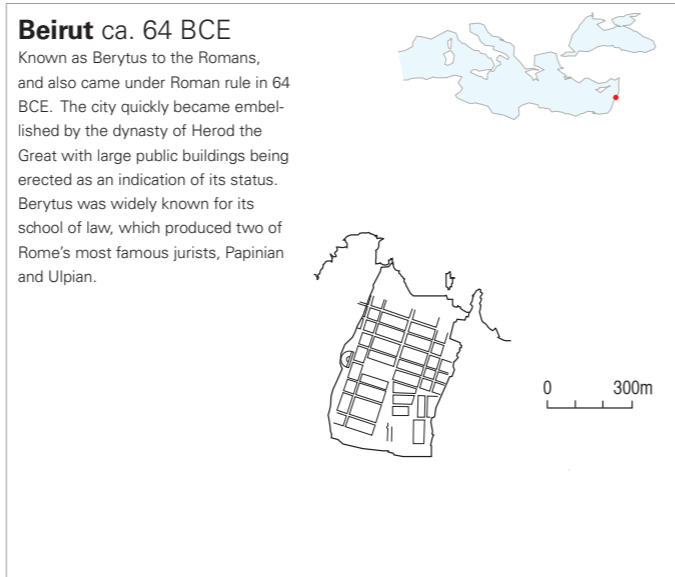 Beirut ca. 64 BCE
Known as Berytus to the Romans,
and also came under Roman rule in 64
BCE. The city quickly became embel-
lished by the dynasty of Herod the
Great with large public buildings being
erected as an indication of its status.
Berytus was widely known for its
school of law, which produced two of
Rome's most famous jurists, Papinian
and Ulpian.
0 300m